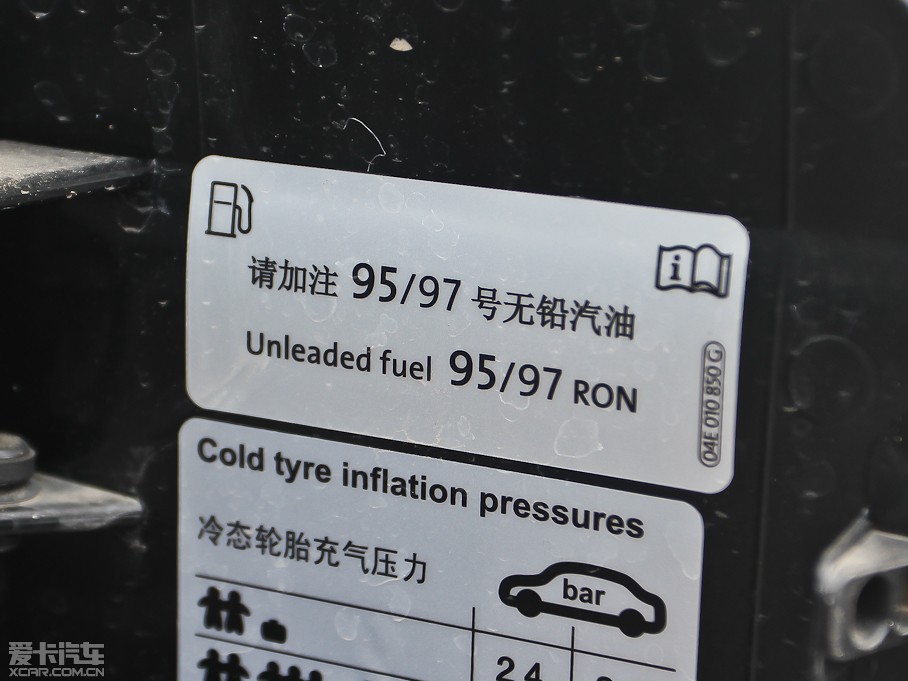 请加注 95/97 号无铅汽油
Unleaded fuel 95/97 RON
04E 010 850 G
Cold tyre inflation pressures
冷态轮胎充气压力
bar
2.4
爱卡汽车
XCAR.COM.CN